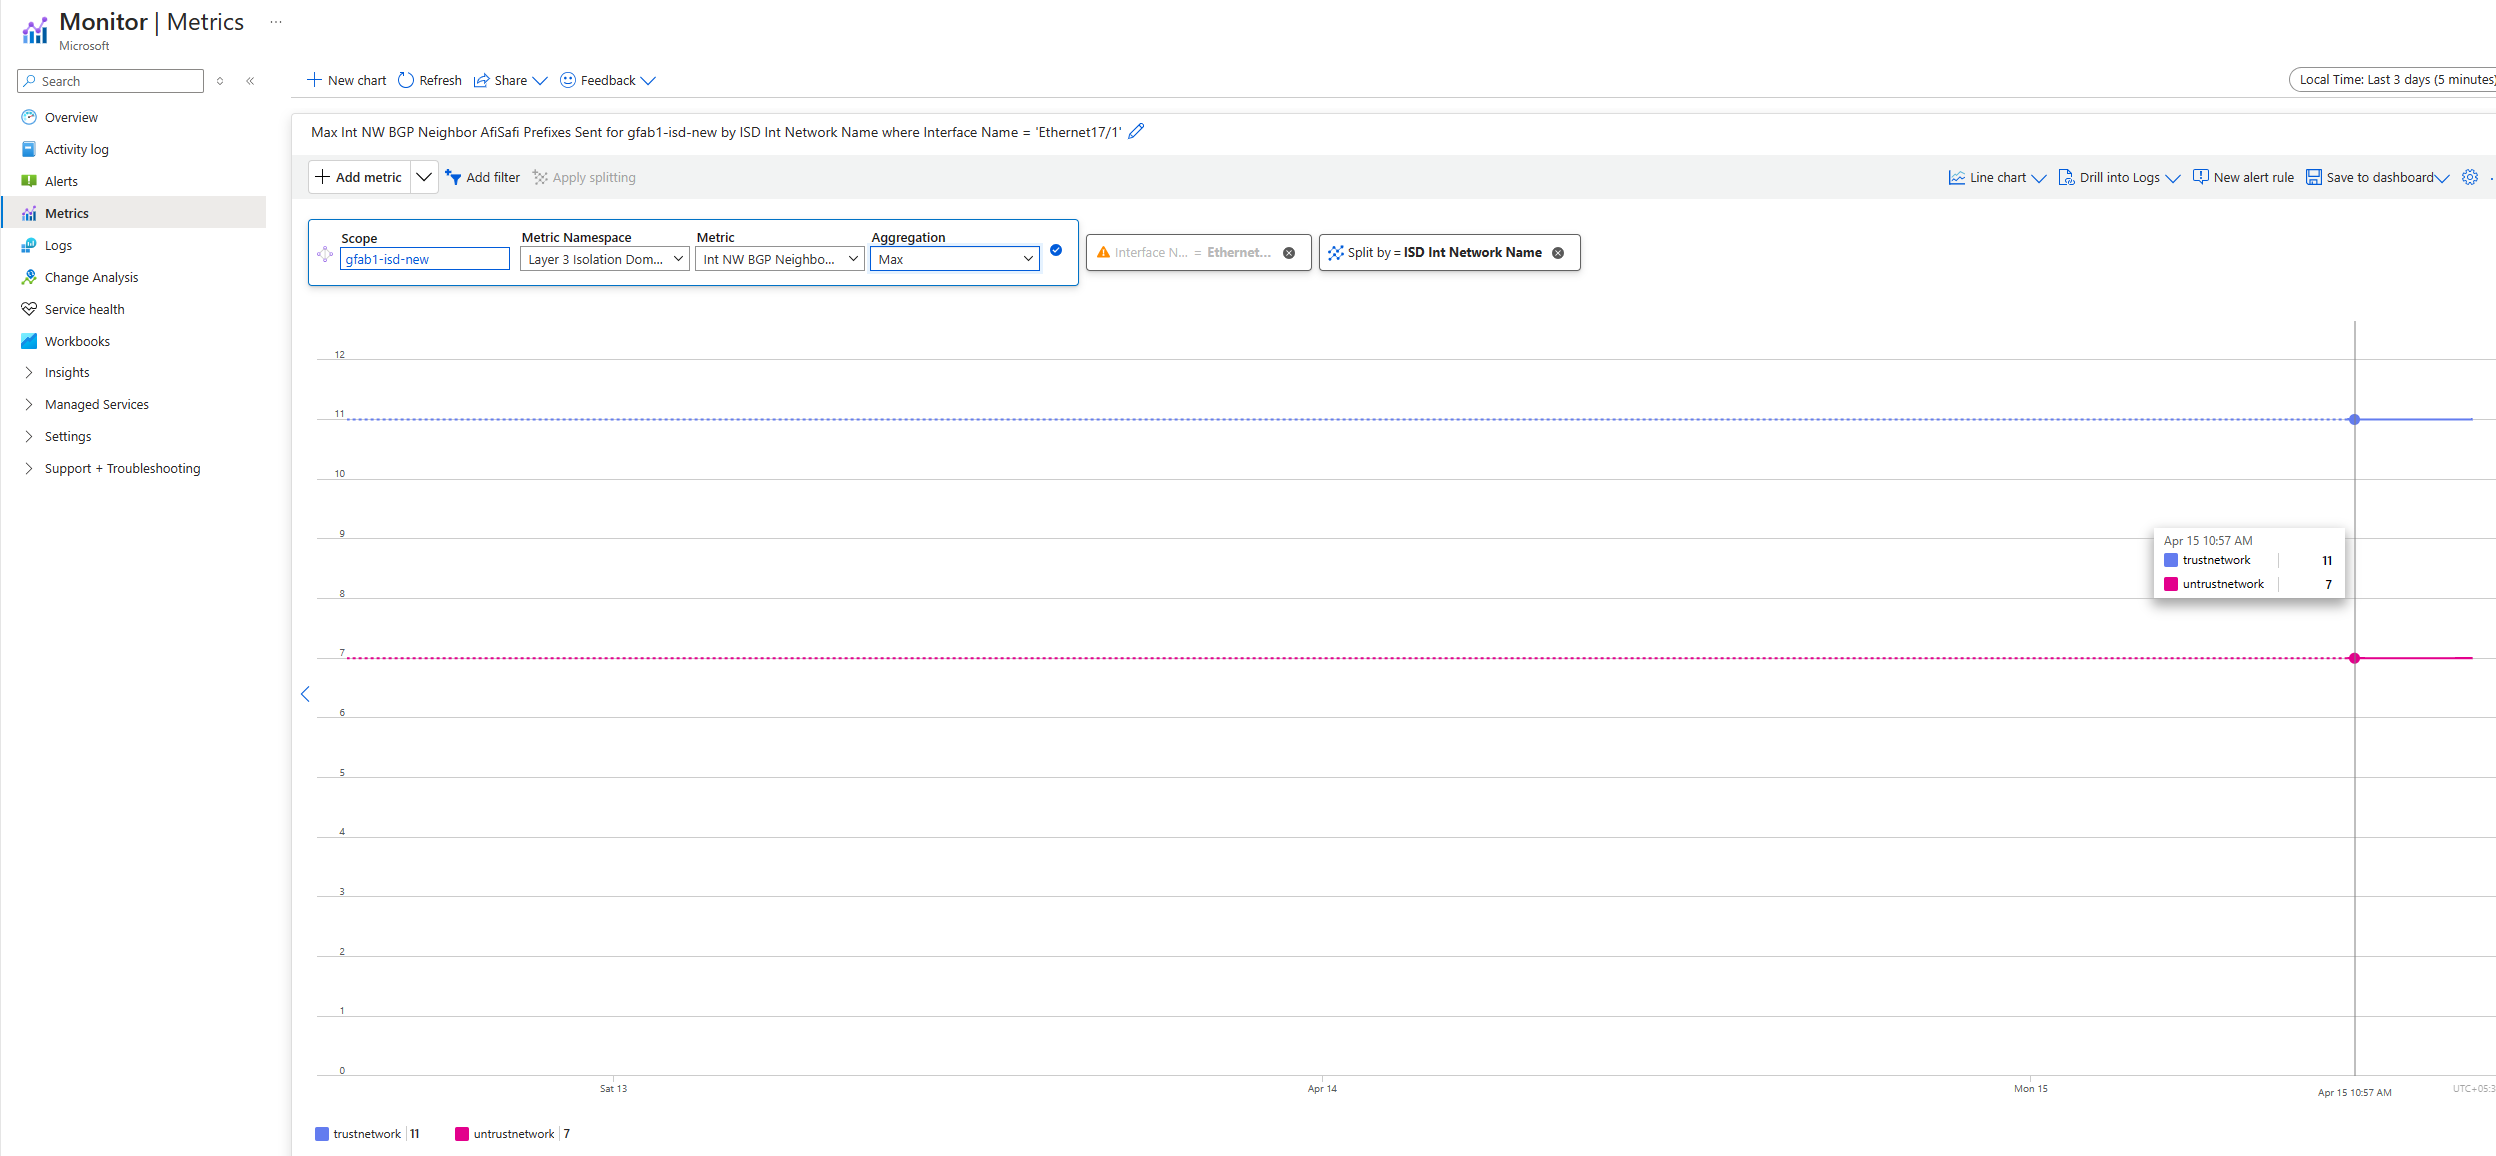 Monitor | Metrics ...
Microsoft
Search
Overview
Activity log
Alerts
Metrics
Logs
Change Analysis
Service health
Workbooks
Insights
Managed Services
Settings
Support + Troubleshooting
New chart Refresh Share Feedback
Local Time: Last 3 days (5 minutes)
Max Int NW BGP Neighbor AfiSafi Prefixes Sent for gfab1-isd-new by ISD Int Network Name where Interface Name = 'Ethernet17/1'
Add metric Add filter Apply splitting
Line chart Drill into Logs New alert rule Save to dashboard
Scope Metric Namespace Metric Aggregation
gfab1-isd-new Layer 3 Isolation Dom... Int NW BGP Neighbo... Max
Interface N... = Ethernet...
Split by = ISD Int Network Name
12
11
10
9
8
7
6
5
4
3
2
1
0
Apr 15 10:57 AM
trustnetwork 11
untrustnetwork 7
Sat 13 Apr 14 Mon 15 Apr 15 10:57 AM UTC+05:3
trustnetwork 11 untrustnetwork 7